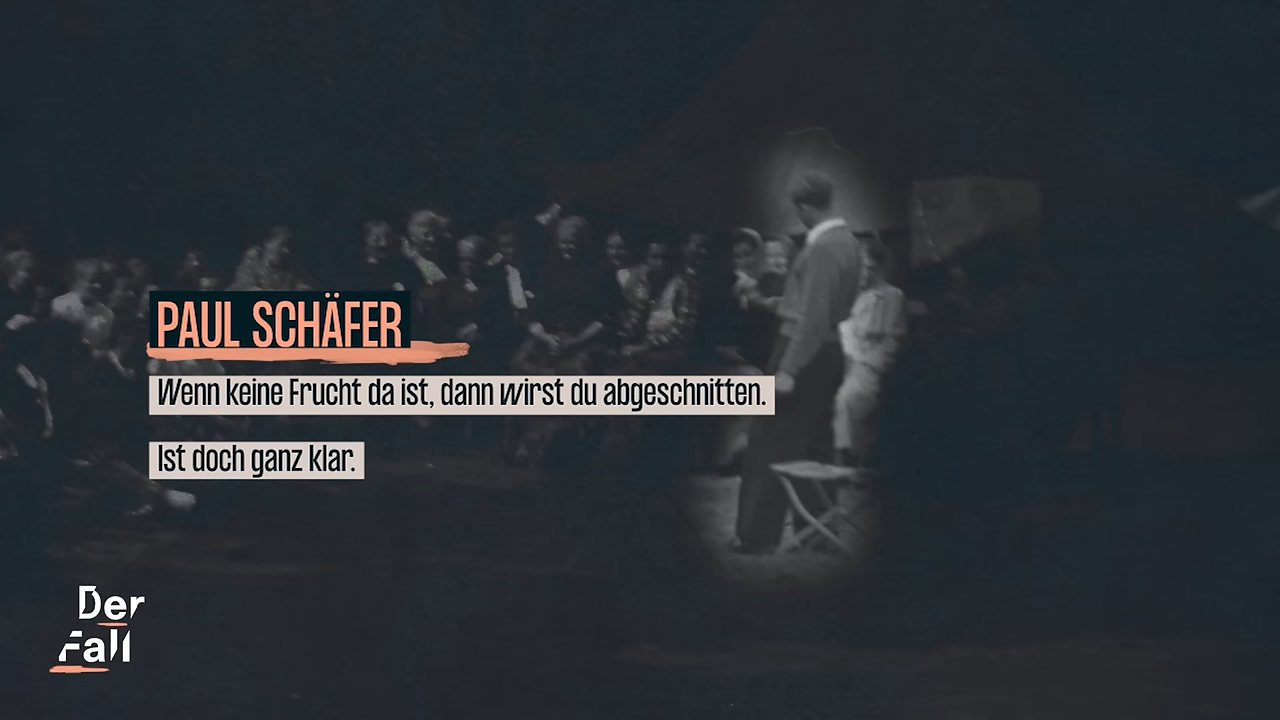 PAUL SCHÄFER
Wenn keine Frucht da ist, dann wirst du abgeschnitten.
Ist doch ganz klar.
Der
Fall